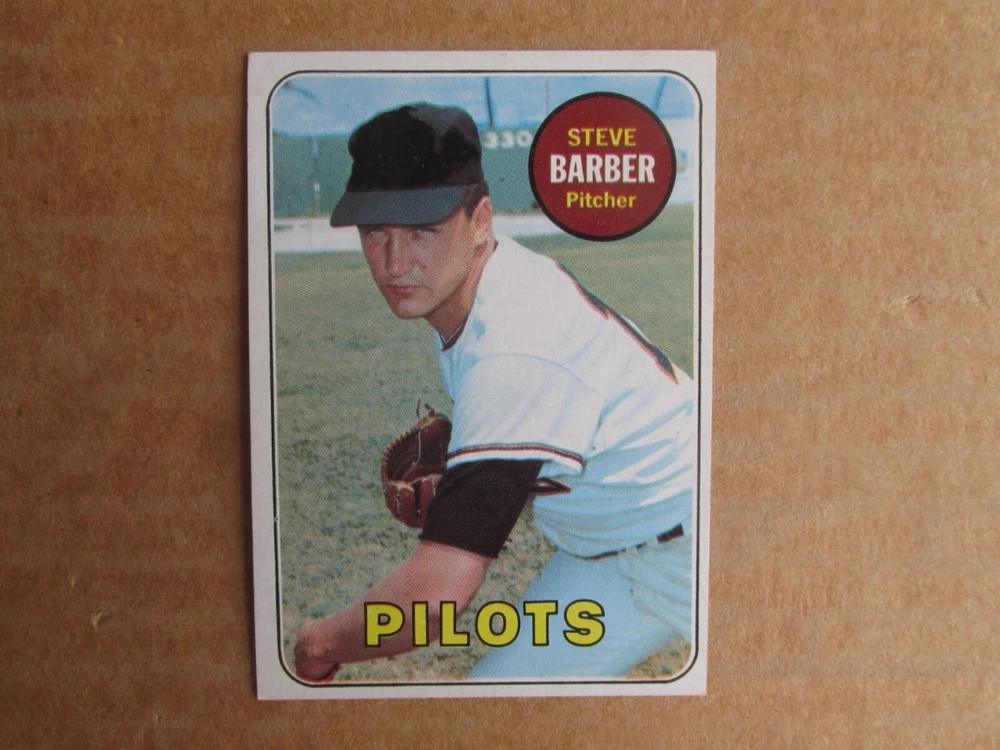 330
STEVE
BARBER
Pitcher
PILOTS